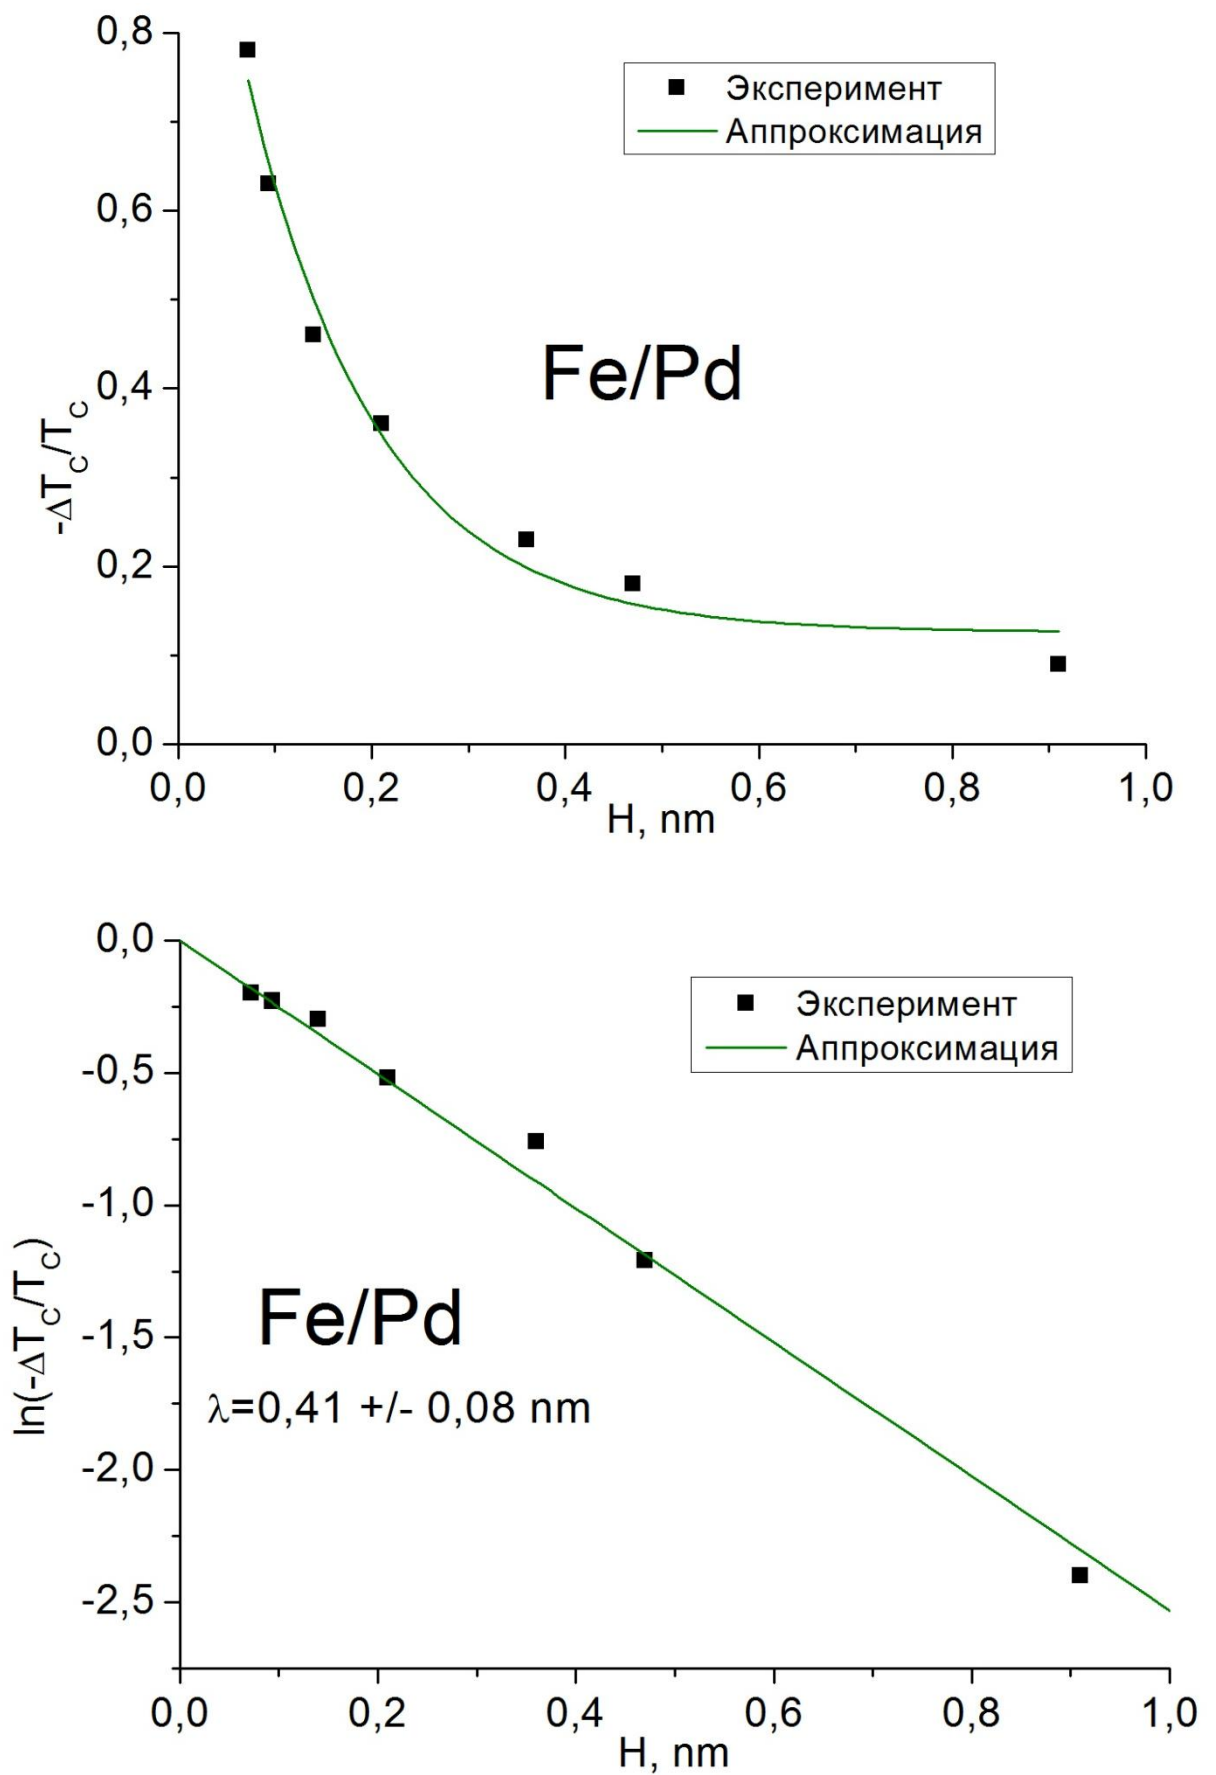 0,8
Эксперимент
Аппроксимация
0,6
Fe/Pd
0,4
-ΔT_C/T_C
0,2
0,0
0,0 0,2 0,4 0,6 0,8 1,0
H, nm
0,0
Эксперимент
Аппроксимация
-0,5
-1,0
ln(-ΔT_C/T_C)
Fe/Pd
-1,5
λ=0,41 +/- 0,08 nm
-2,0
-2,5
0,0 0,2 0,4 0,6 0,8 1,0
H, nm